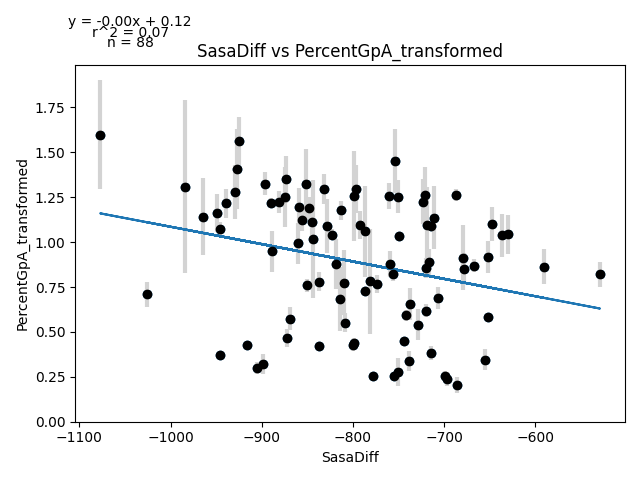 y = -0.00x + 0.12
r^2 = 0.07
n = 88
SasaDiff vs PercentGpA_transformed
PercentGpA_transformed
1.75
1.50
1.25
1.00
0.75
0.50
0.25
0.00
−1100
−1000
−900
−800
−700
−600
SasaDiff